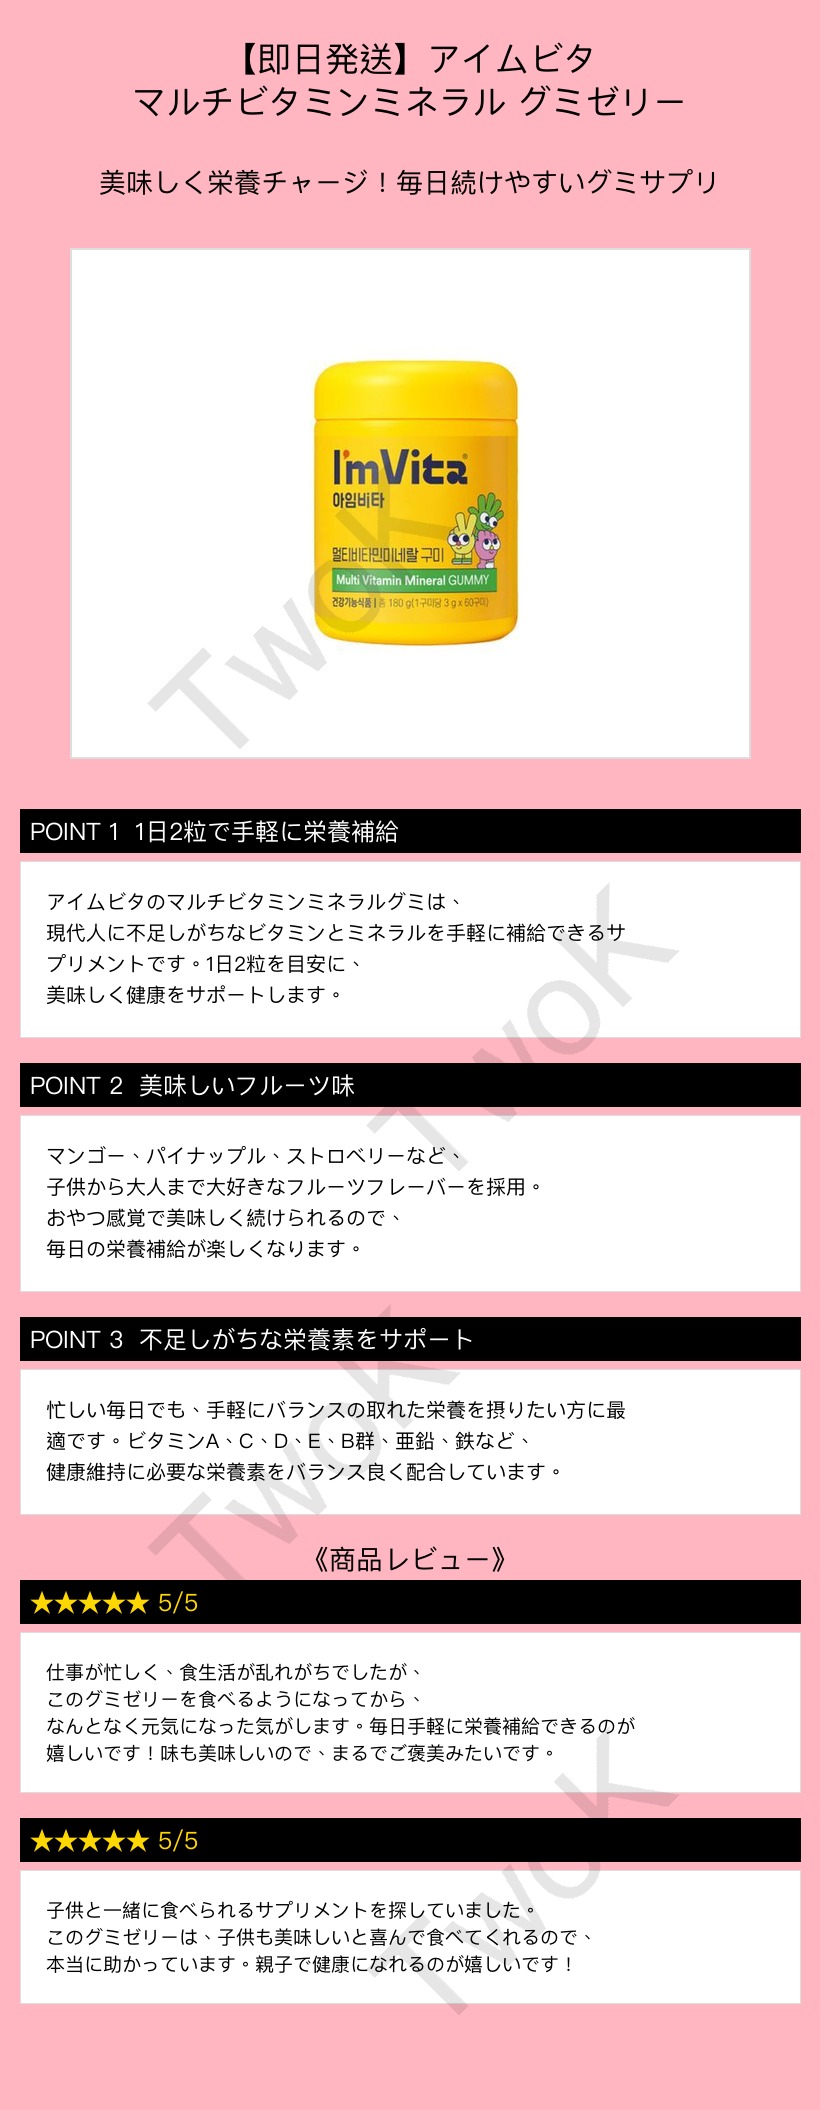 【即日発送】アイムビタ
マルチビタミンミネラル グミゼリー
美味しく栄養チャージ！毎日続けやすいグミサプリ
I'mVita®
아임비타
멀티비타민미네랄 구미
Multi Vitamin Mineral GUMMY
건강기능식품 | 총 180 g(1구미당 3 g x 60구미)
TwoK
POINT 1 1日2粒で手軽に栄養補給
アイムビタのマルチビタミンミネラルグミは、
現代人に不足しがちなビタミンとミネラルを手軽に補給できるサ
プリメントです。1日2粒を目安に、
美味しく健康をサポートします。
TwoK
POINT 2 美味しいフルーツ味
マンゴー、パイナップル、ストロベリーなど、
子供から大人まで大好きなフルーツフレーバーを採用。
おやつ感覚で美味しく続けられるので、
毎日の栄養補給が楽しくなります。
POINT 3 不足しがちな栄養素をサポート
忙しい毎日でも、手軽にバランスの取れた栄養を摂りたい方に最
適です。ビタミンA、C、D、E、B群、亜鉛、鉄など、
健康維持に必要な栄養素をバランス良く配合しています。
TwoK
《商品レビュー》
★★★★★ 5/5
仕事が忙しく、食生活が乱れがちでしたが、
このグミゼリーを食べるようになってから、
なんとなく元気になった気がします。毎日手軽に栄養補給できるのが
嬉しいです！味も美味しいので、まるでご褒美みたいです。
★★★★★ 5/5
子供と一緒に食べられるサプリメントを探していました。
このグミゼリーは、子供も美味しいと喜んで食べてくれるので、
本当に助かっています。親子で健康になれるのが嬉しいです！
TwoK